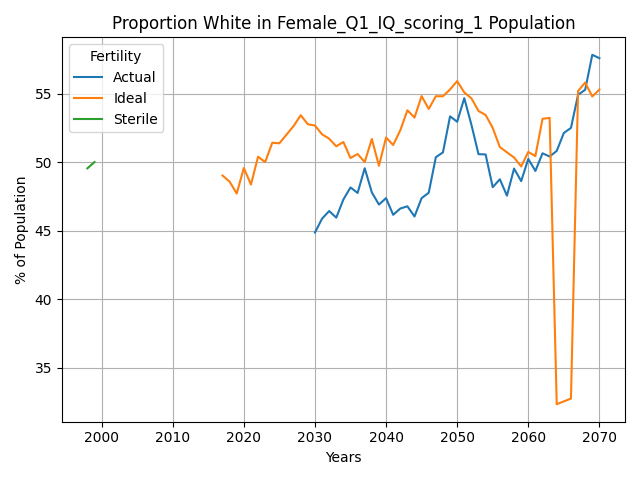 Proportion White in Female_Q1_IQ_scoring_1 Population
Fertility
Actual
Ideal
Sterile
% of Population
55
50
45
40
35
2000 2010 2020 2030 2040 2050 2060 2070
Years